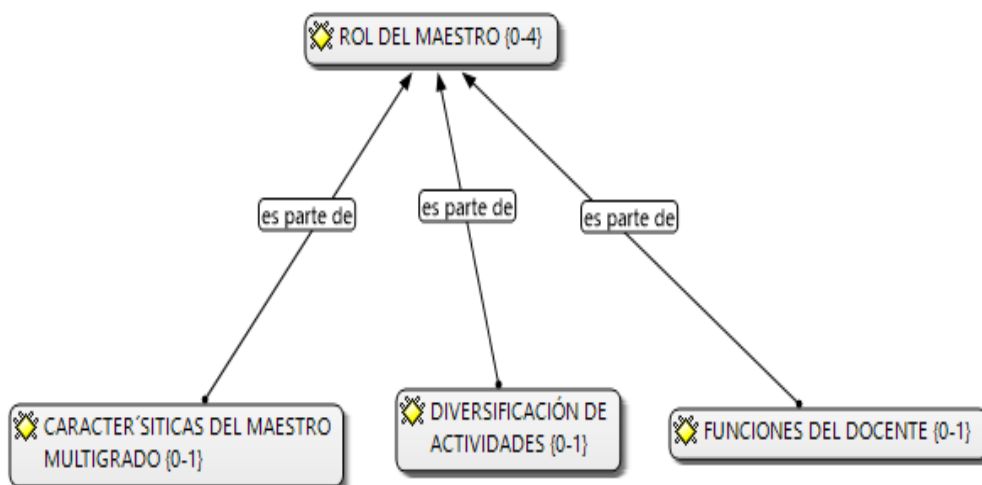 ROL DEL MAESTRO {0-4}
es parte de
es parte de
es parte de
CARACTER´SITICAS DEL MAESTRO
MULTIGRADO {0-1}
DIVERSIFICACIÓN DE
ACTIVIDADES {0-1}
FUNCIONES DEL DOCENTE {0-1}